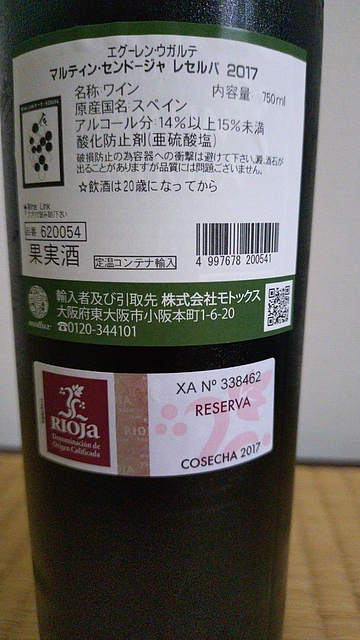 エグーレン・ウガルテ
マルティン・センドージャ レセルバ 2017
名称:ワイン 内容量: 750ml
原産国名:スペイン
アルコール分:14%以上15%未満
酸化防止剤(亜硫酸塩)
破損防止の為容器への衝撃は避けて下さい。澱、酒石が
出ることがありますが品質には問題ございません。
☆飲酒は20歳になってから
Wine Link
品番 620054
果実酒
定温コンテナ輸入
4 997678 200541
輸入者及び引取先 株式会社モトックス
大阪府東大阪市小阪本町1-6-20
☎0120-344101
mottox
XA Nº 338462
RESERVA
RIOJa
Denominación de
Origen Calificada
COSECHA 2017